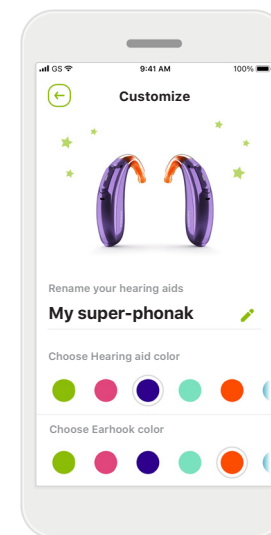 GS 9:41 AM 100%
Customize
Rename your hearing aids
My super-phonak
Choose Hearing aid color
Choose Earhook color